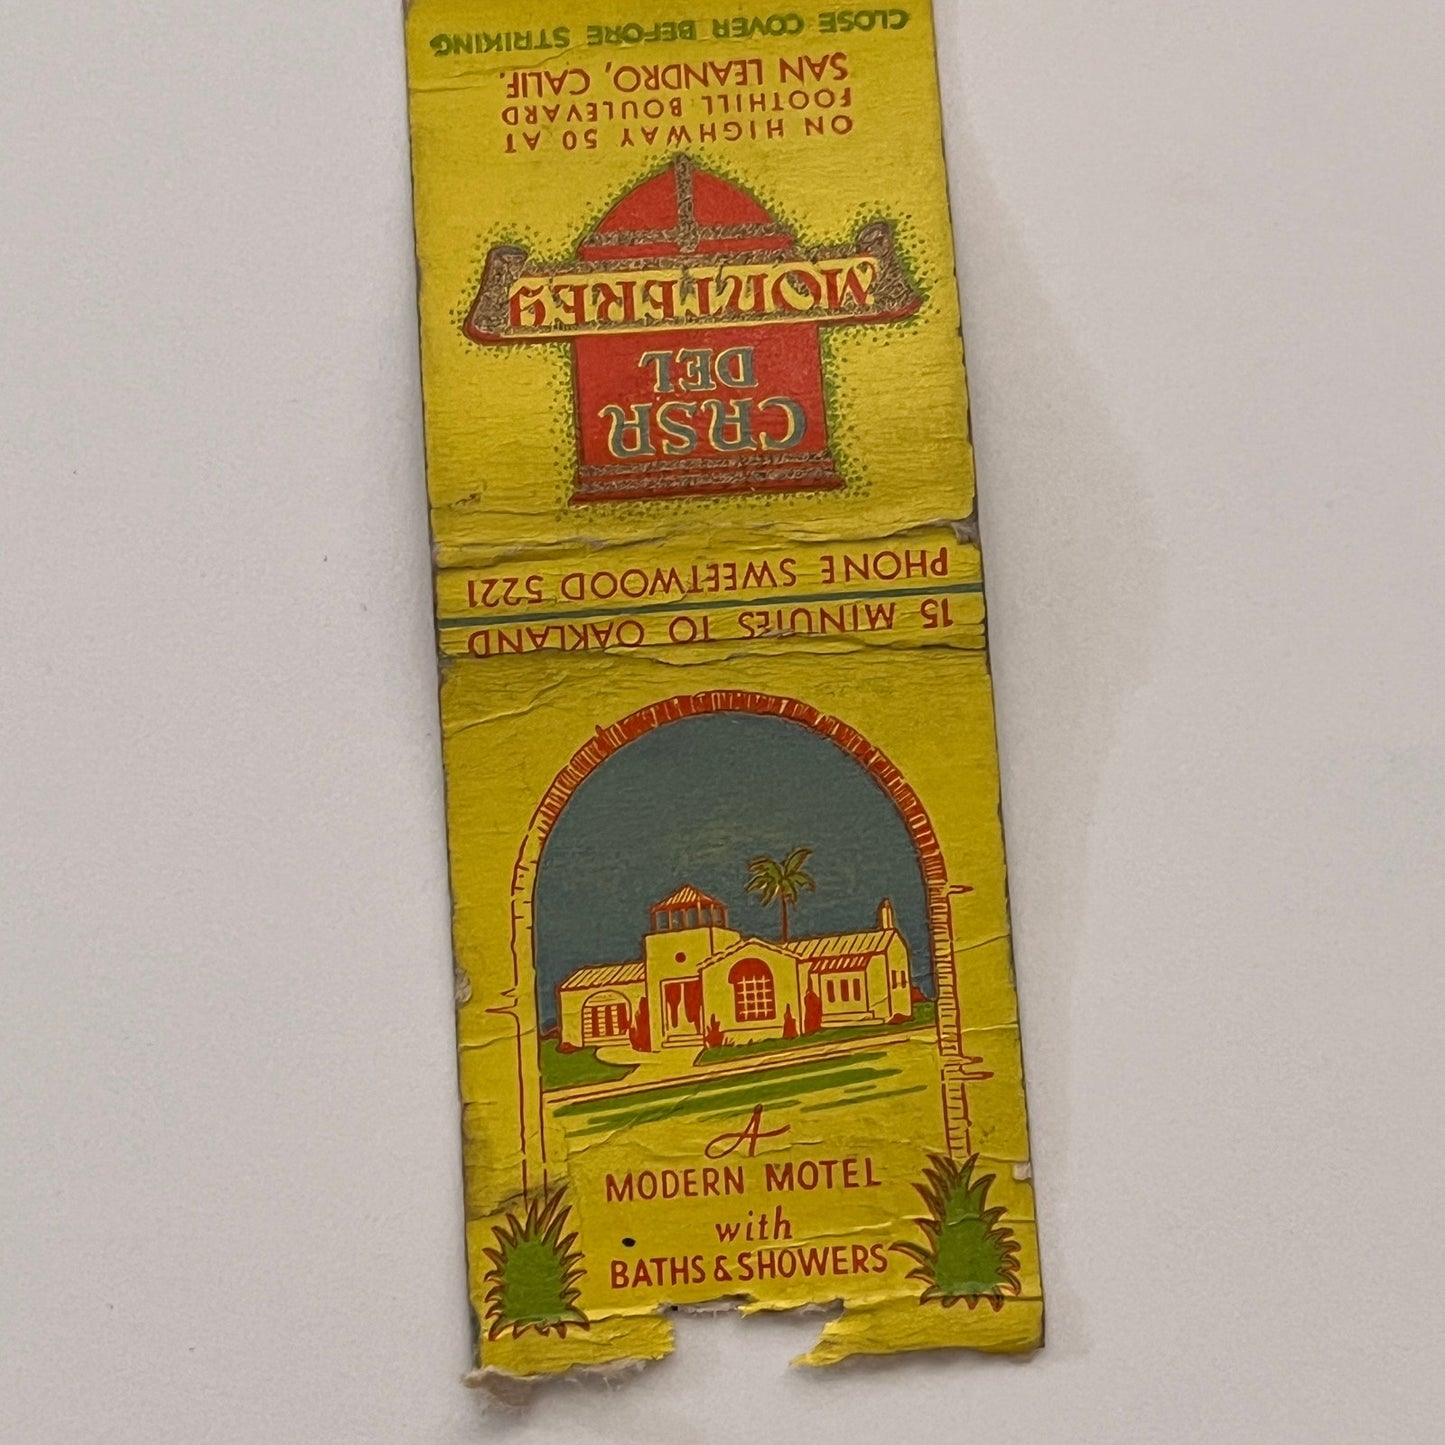 CASA
DEL
MONTEREY
ON HIGHWAY 50 AT
FOOTHILL BOULEVARD
SAN LEANDRO, CALIF.
CLOSE COVER BEFORE STRIKING
PHONE SWEETWOOD 5221
15 MINUTES TO OAKLAND
A
MODERN MOTEL
with
BATHS & SHOWERS